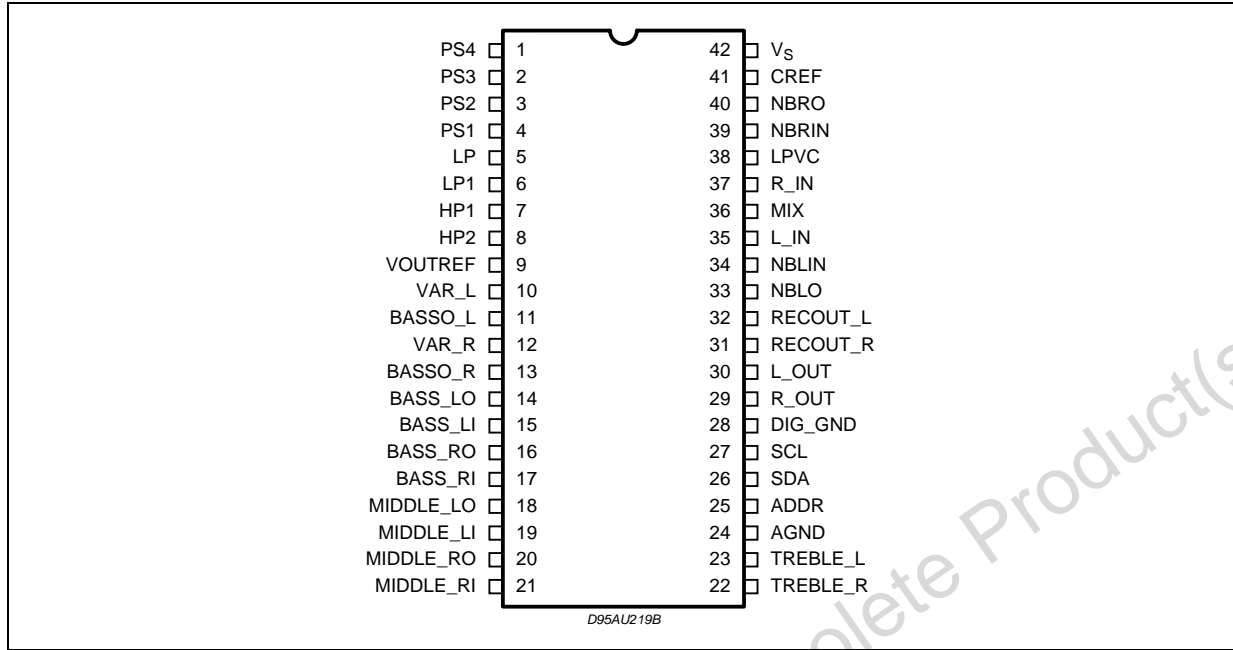 PS4 1 42 VS
PS3 2 41 CREF
PS2 3 40 NBRO
PS1 4 39 NBRIN
LP 5 38 LPVC
LP1 6 37 R_IN
HP1 7 36 MIX
HP2 8 35 L_IN
VOUTREF 9 34 NBLIN
VAR_L 10 33 NBLO
BASSO_L 11 32 RECOUT_L
VAR_R 12 31 RECOUT_R
BASSO_R 13 30 L_OUT
BASS_LO 14 29 R_OUT
BASS_LI 15 28 DIG_GND
BASS_RO 16 27 SCL
BASS_RI 17 26 SDA
MIDDLE_LO 18 25 ADDR
MIDDLE_LI 19 24 AGND
MIDDLE_RO 20 23 TREBLE_L
MIDDLE_RI 21 22 TREBLE_R
D95AU219B
olete Product(s